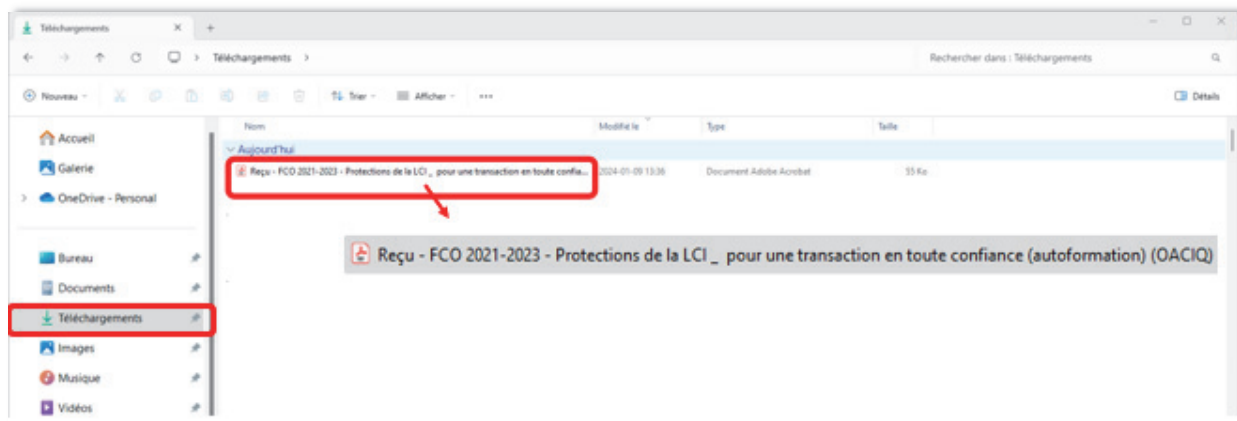 Téléchargements
Téléchargements
Rechercher dans : Téléchargements
Nouveau
Trier
Afficher
Détails
Nom Modifié le Type Taille
Accueil
Aujourd'hui
Galerie
Reçu - FCO 2021-2023 - Protections de la LCI _ pour une transaction en toute confia... 2024-01-09 13:36 Document Adobe Acrobat 55 Ko
OneDrive - Personal
Reçu - FCO 2021-2023 - Protections de la LCI _ pour une transaction en toute confiance (autoformation) (OACIQ)
Bureau
Documents
Téléchargements
Images
Musique
Vidéos